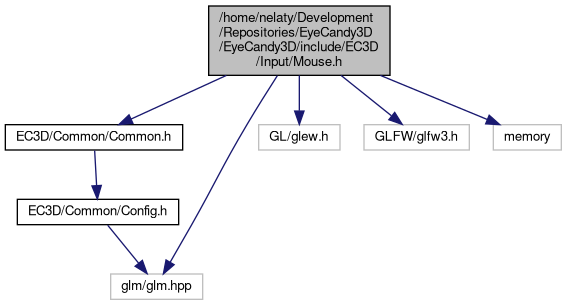 /home/nelaty/Development
/Repositories/EyeCandy3D
/EyeCandy3D/include/EC3D
/Input/Mouse.h
EC3D/Common/Common.h
GL/glew.h
GLFW/glfw3.h
memory
EC3D/Common/Config.h
glm/glm.hpp